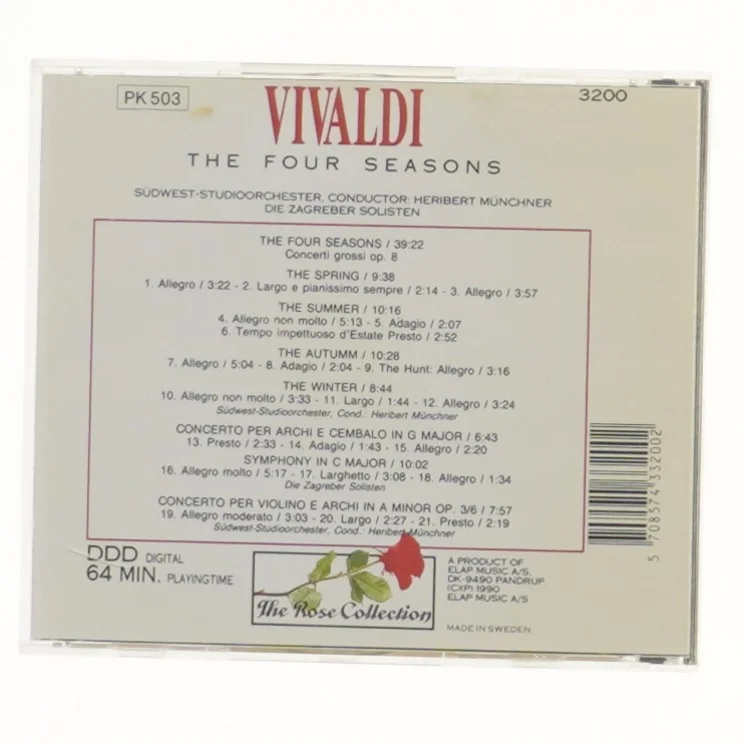 PK 503
VIVALDI
3200
THE FOUR SEASONS
SÜDWEST-STUDIOORCHESTER, CONDUCTOR: HERIBERT MÜNCHNER
DIE ZAGREBER SOLISTEN
THE FOUR SEASONS / 39:22
Concerti grossi op. 8
THE SPRING / 9:38
1. Allegro / 3:22 - 2. Largo e pianissimo sempre / 2:14 - 3. Allegro / 3:57
THE SUMMER / 10:16
4. Allegro non molto / 5:13 - 5. Adagio / 2:07
6. Tempo impettuoso d'Estate Presto / 2:52
THE AUTUMM / 10:28
7. Allegro / 5:04 - 8. Adagio / 2:04 - 9. The Hunt: Allegro / 3:16
THE WINTER / 8:44
10. Allegro non molto / 3:33 - 11. Largo / 1:44 - 12. Allegro / 3:24
Südwest-Studioorchester, Cond.: Heribert Münchner
CONCERTO PER ARCHI E CEMBALO IN G MAJOR / 6:43
13. Presto / 2:33 - 14. Adagio / 1:43 - 15. Allegro / 2:20
SYMPHONY IN C MAJOR / 10:02
16. Allegro molto / 5:17 - 17. Larghetto / 3:08 - 18. Allegro / 1:34
Die Zagreber Solisten
CONCERTO PER VIOLINO E ARCHI IN A MINOR OP. 3/6 / 7:57
19. Allegro moderato / 3:03 - 20. Largo / 2:27 - 21. Presto / 2:19
Südwest-Studioorchester, Cond.: Heribert Münchner
DDD DIGITAL
64 MIN. PLAYINGTIME
The Rose Collection
A PRODUCT OF
ELAP MUSIC A/S.
DK-9490 PANDRUP
(C)(P) 1990
ELAP MUSIC A/S
MADE IN SWEDEN
5 708574 332002